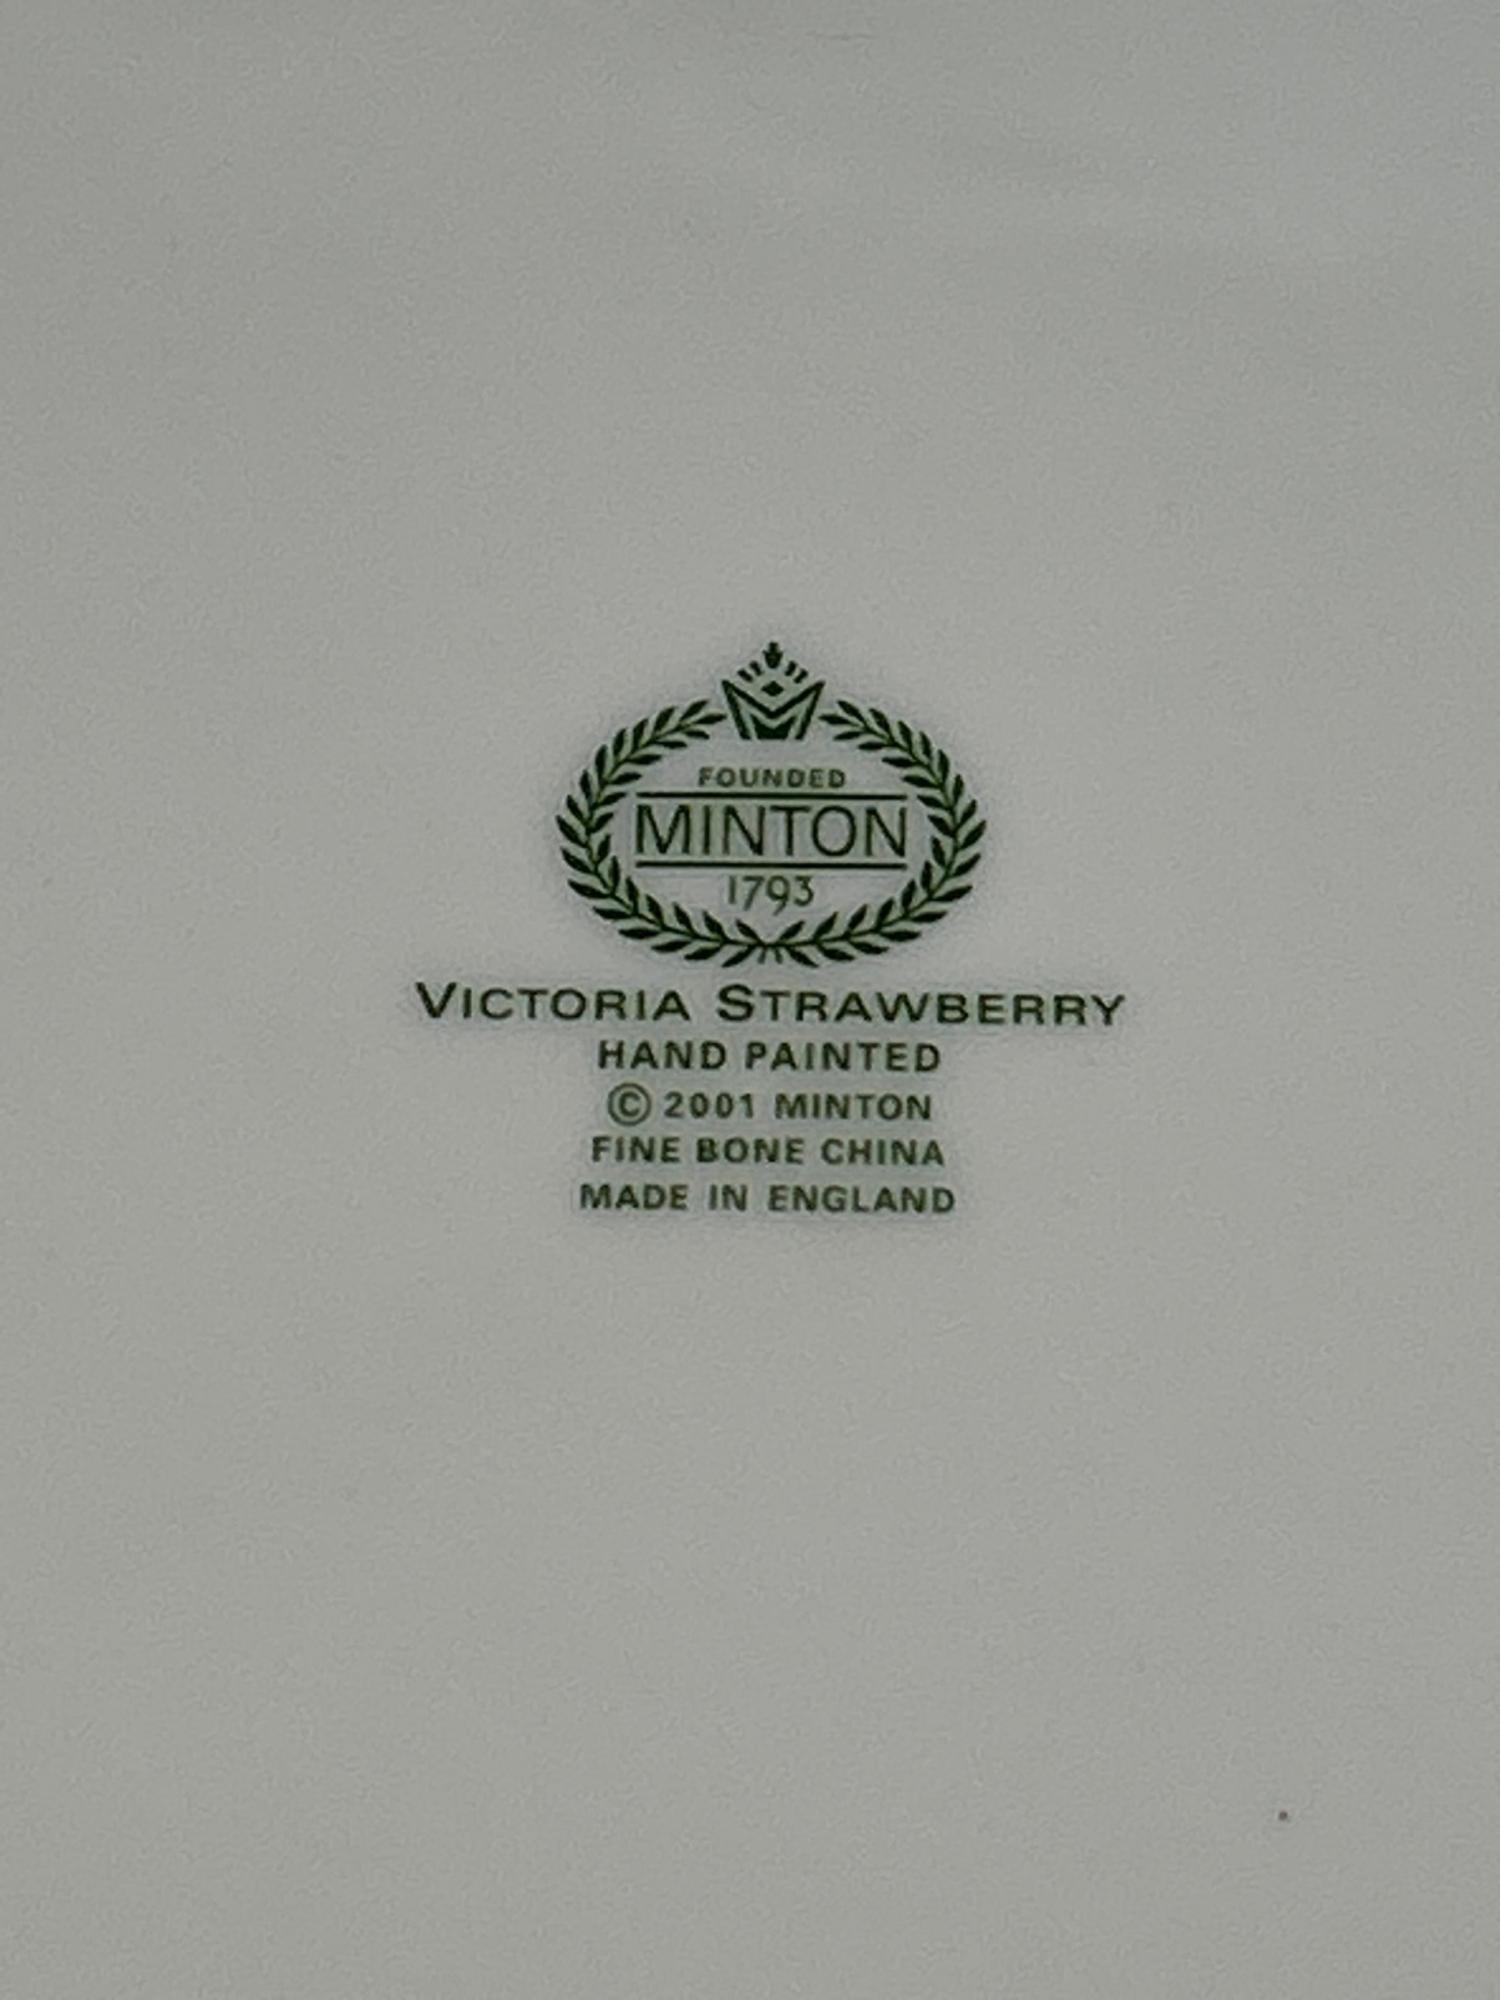 FOUNDED
MINTON
1793
VICTORIA STRAWBERRY
HAND PAINTED
© 2001 MINTON
FINE BONE CHINA
MADE IN ENGLAND